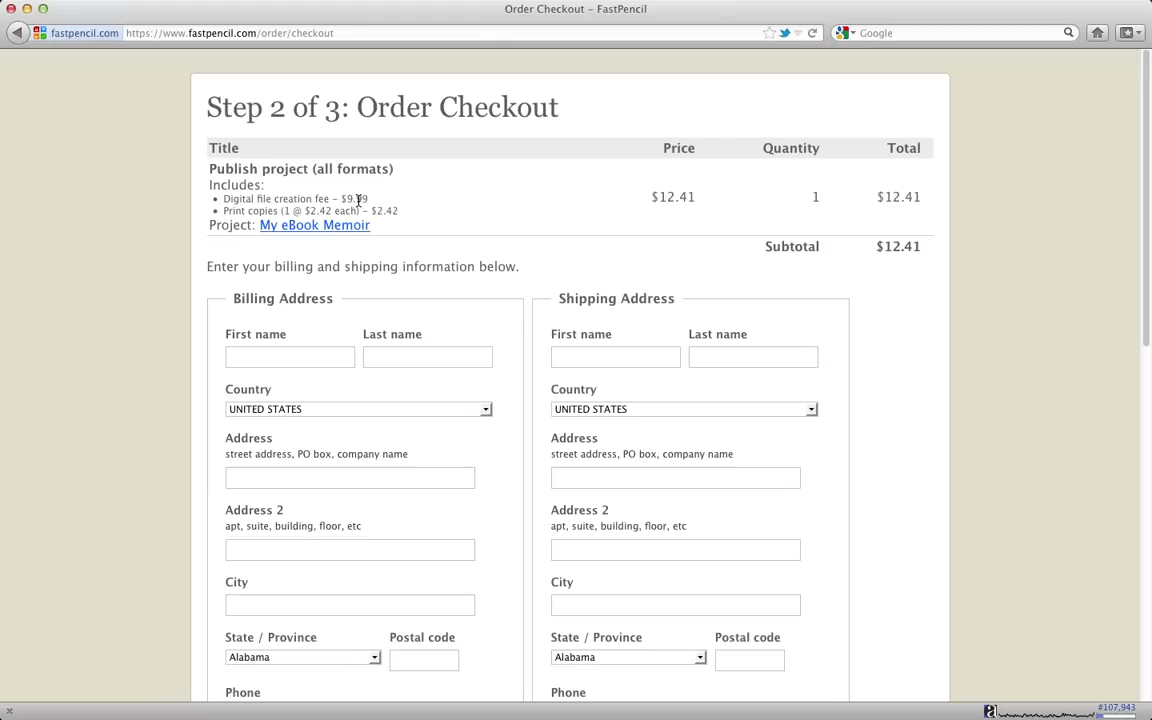 Order Checkout - FastPencil
fastpencil.com https://www.fastpencil.com/order/checkout Google
Step 2 of 3: Order Checkout
Title Price Quantity Total
Publish project (all formats)
Includes:
• Digital file creation fee - $9.99
$12.41 1 $12.41
• Print copies (1 @ $2.42 each) - $2.42
Project: My eBook Memoir
Subtotal $12.41
Enter your billing and shipping information below.
Billing Address Shipping Address
First name Last name First name Last name
Country Country
UNITED STATES UNITED STATES
Address Address
street address, PO box, company name street address, PO box, company name
Address 2 Address 2
apt, suite, building, floor, etc apt, suite, building, floor, etc
City City
State / Province Postal code State / Province Postal code
Alabama Alabama
Phone Phone
#107,943